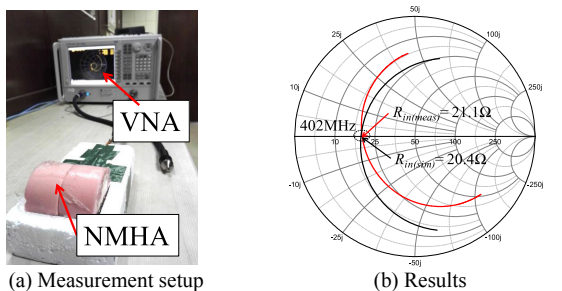 VNA
NMHA
(a) Measurement setup
50j
25j
100j
10j
250j
402MHz
R_in(meas) = 21.1Ω
10
25
50
100
250
R_in(sim) = 20.4Ω
-10j
-250j
-25j
-100j
-50j
(b) Results